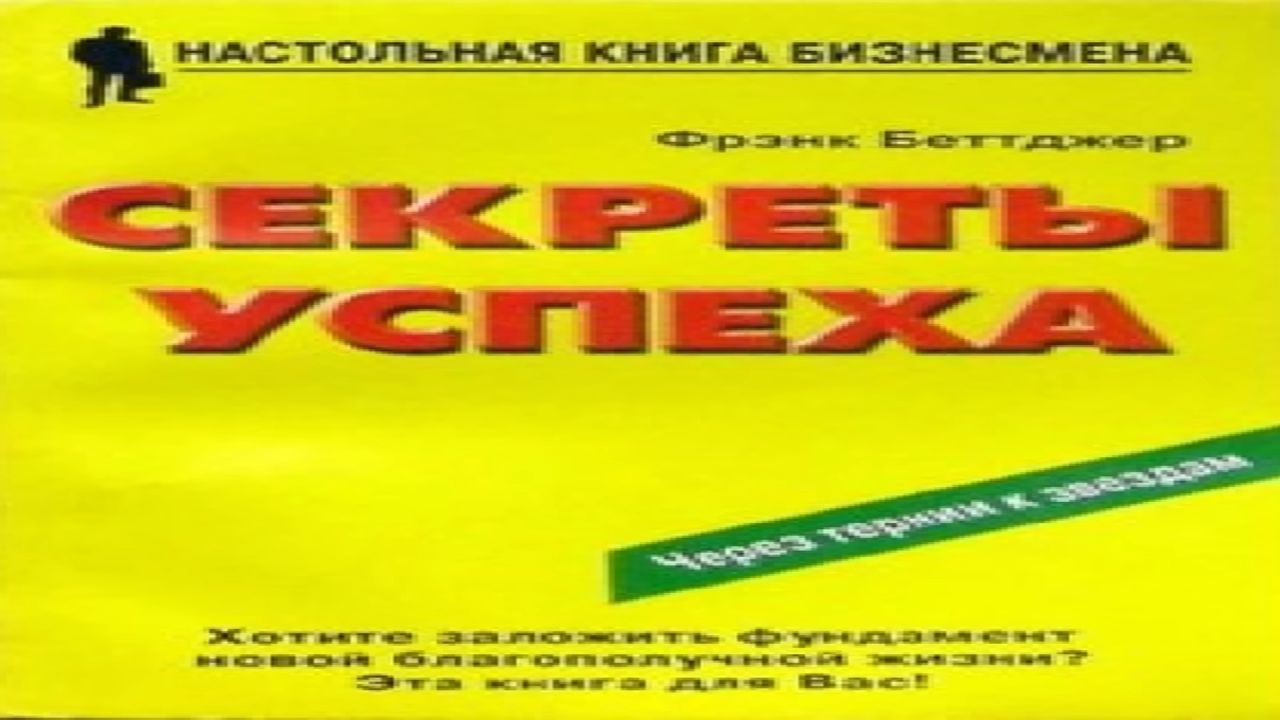 НАСТОЛЬНАЯ КНИГА БИЗНЕСМЕНА
Фрэнк Беттджер
СЕКРЕТЫ
УСПЕХА
Через тернии к звездам
Хотите заложить фундамент
новой благополучной жизни?
Эта книга для Вас!